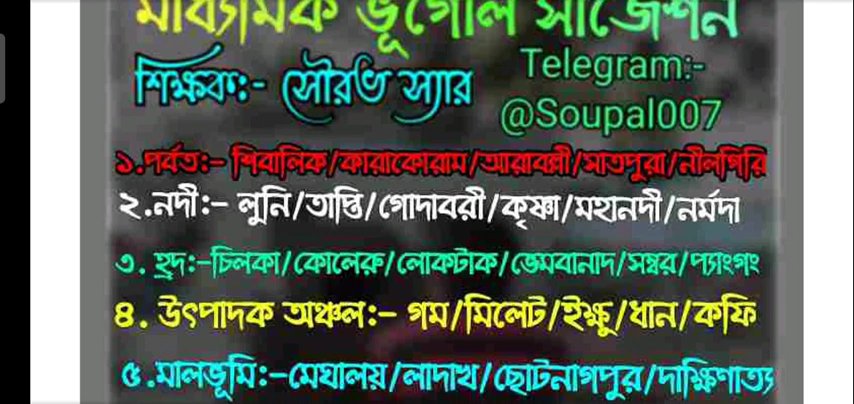 মাধ্যমিক ভূগোল সাজেশন
শিক্ষক:- সৌরভ স্যার
Telegram:-
@Soupal007
১.পর্বত:- শিবালিক/কারাকোরাম/আরাবল্লী/সাতপুরা/নীলগিরি
২.নদী:- লুনি/তাপ্তি/গোদাবরী/কৃষ্ণা/মহানদী/নর্মদা
৩. হ্রদ:-চিলকা/কোলেরু/লোকটাক/ভেমবানাদ/সম্বর/প্যাংগং
৪. উৎপাদক অঞ্চল:- গম/মিলেট/ইক্ষু/ধান/কফি
৫.মালভূমি:-মেঘালয়/লাদাখ/ছোটনাগপুর/দাক্ষিণাত্য